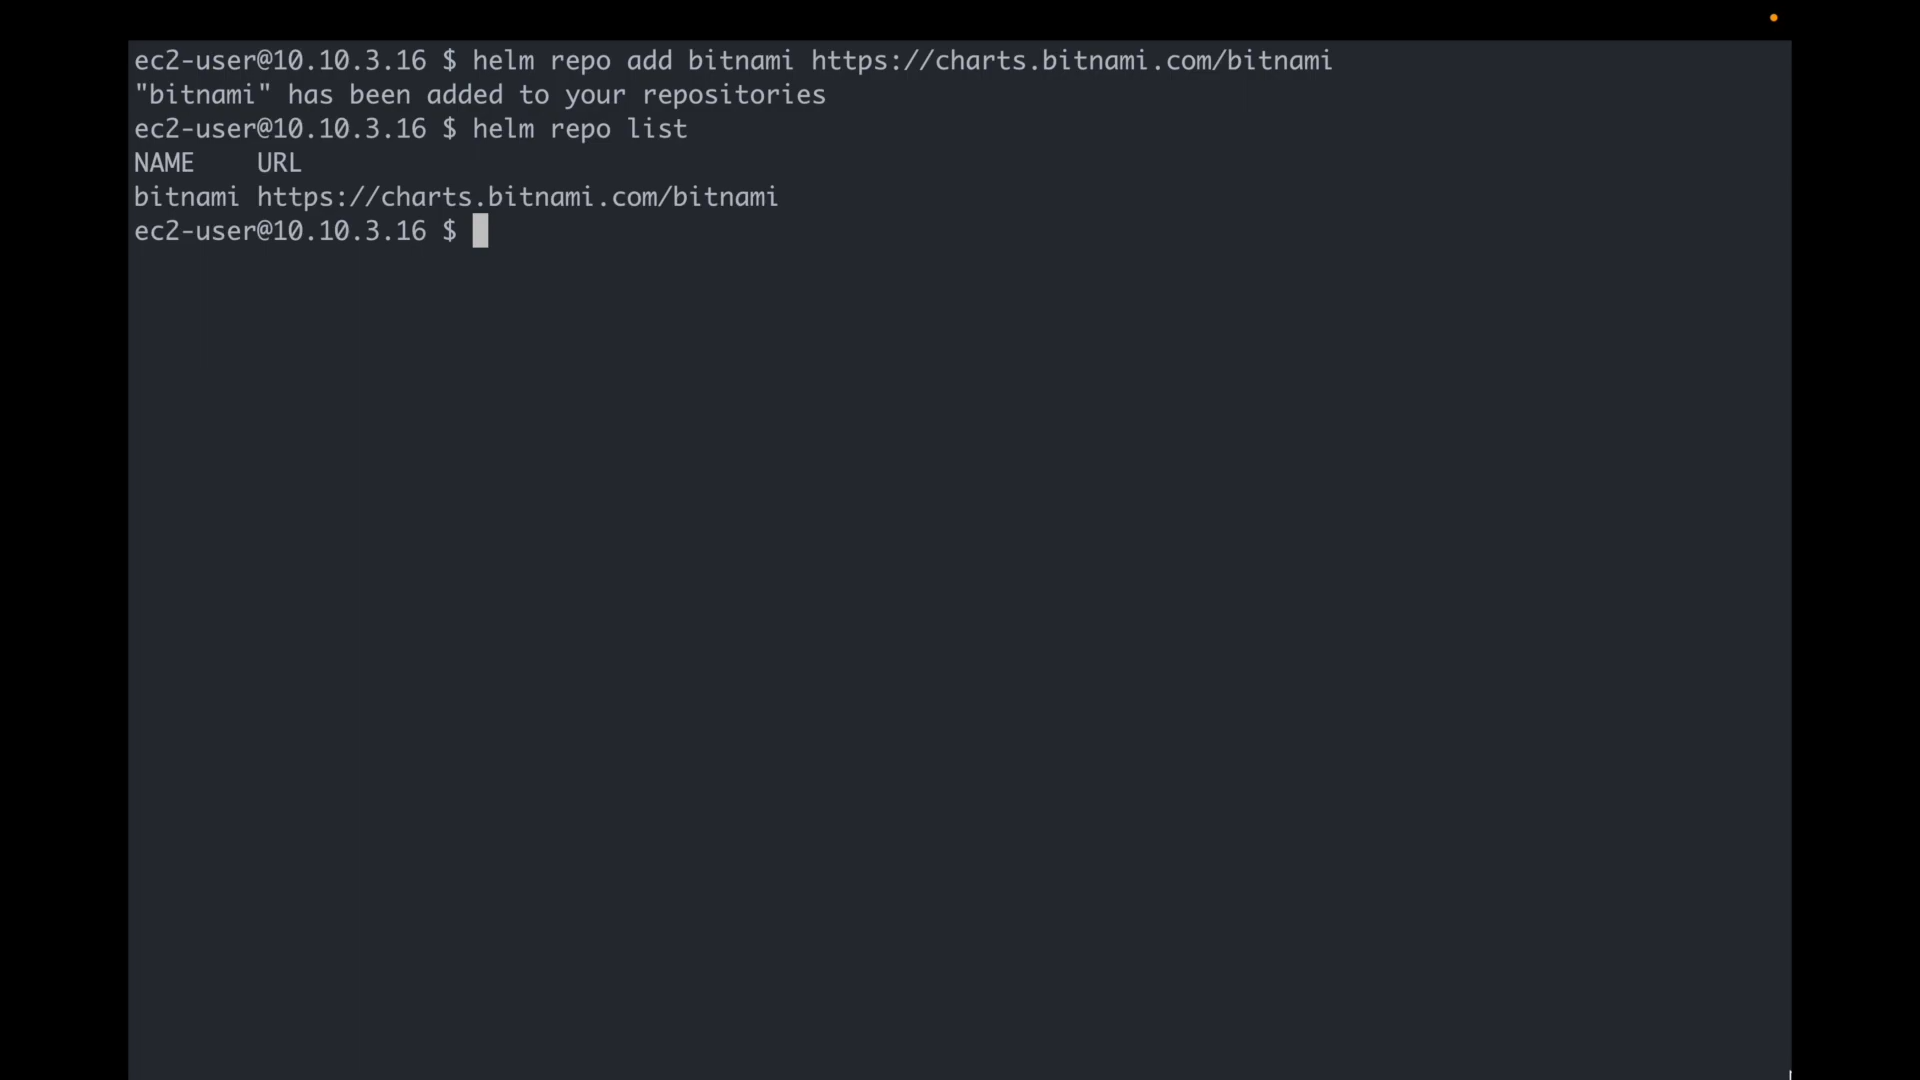 ec2-user@10.10.3.16 $ helm repo add bitnami https://charts.bitnami.com/bitnami
"bitnami" has been added to your repositories
ec2-user@10.10.3.16 $ helm repo list
NAME    URL
bitnami https://charts.bitnami.com/bitnami
ec2-user@10.10.3.16 $